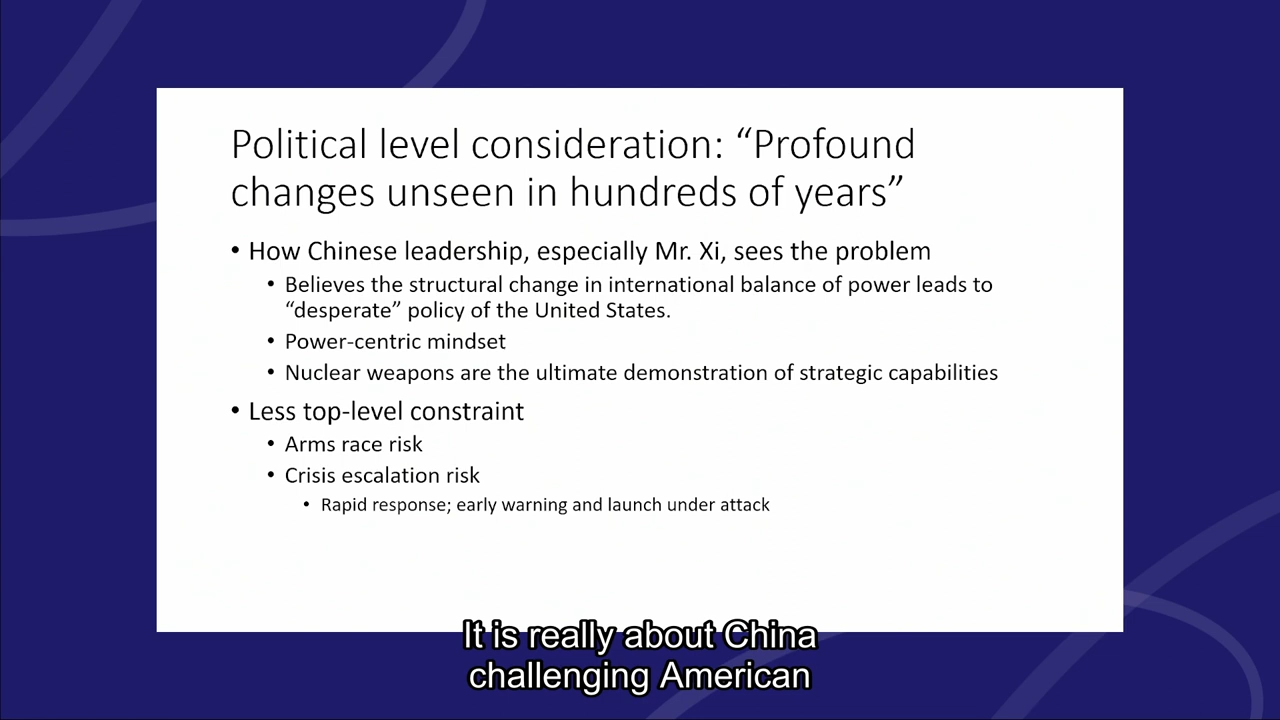 Political level consideration: “Profound
changes unseen in hundreds of years”
• How Chinese leadership, especially Mr. Xi, sees the problem
• Believes the structural change in international balance of power leads to
“desperate” policy of the United States.
• Power-centric mindset
• Nuclear weapons are the ultimate demonstration of strategic capabilities
• Less top-level constraint
• Arms race risk
• Crisis escalation risk
• Rapid response; early warning and launch under attack
It is really about China
challenging American